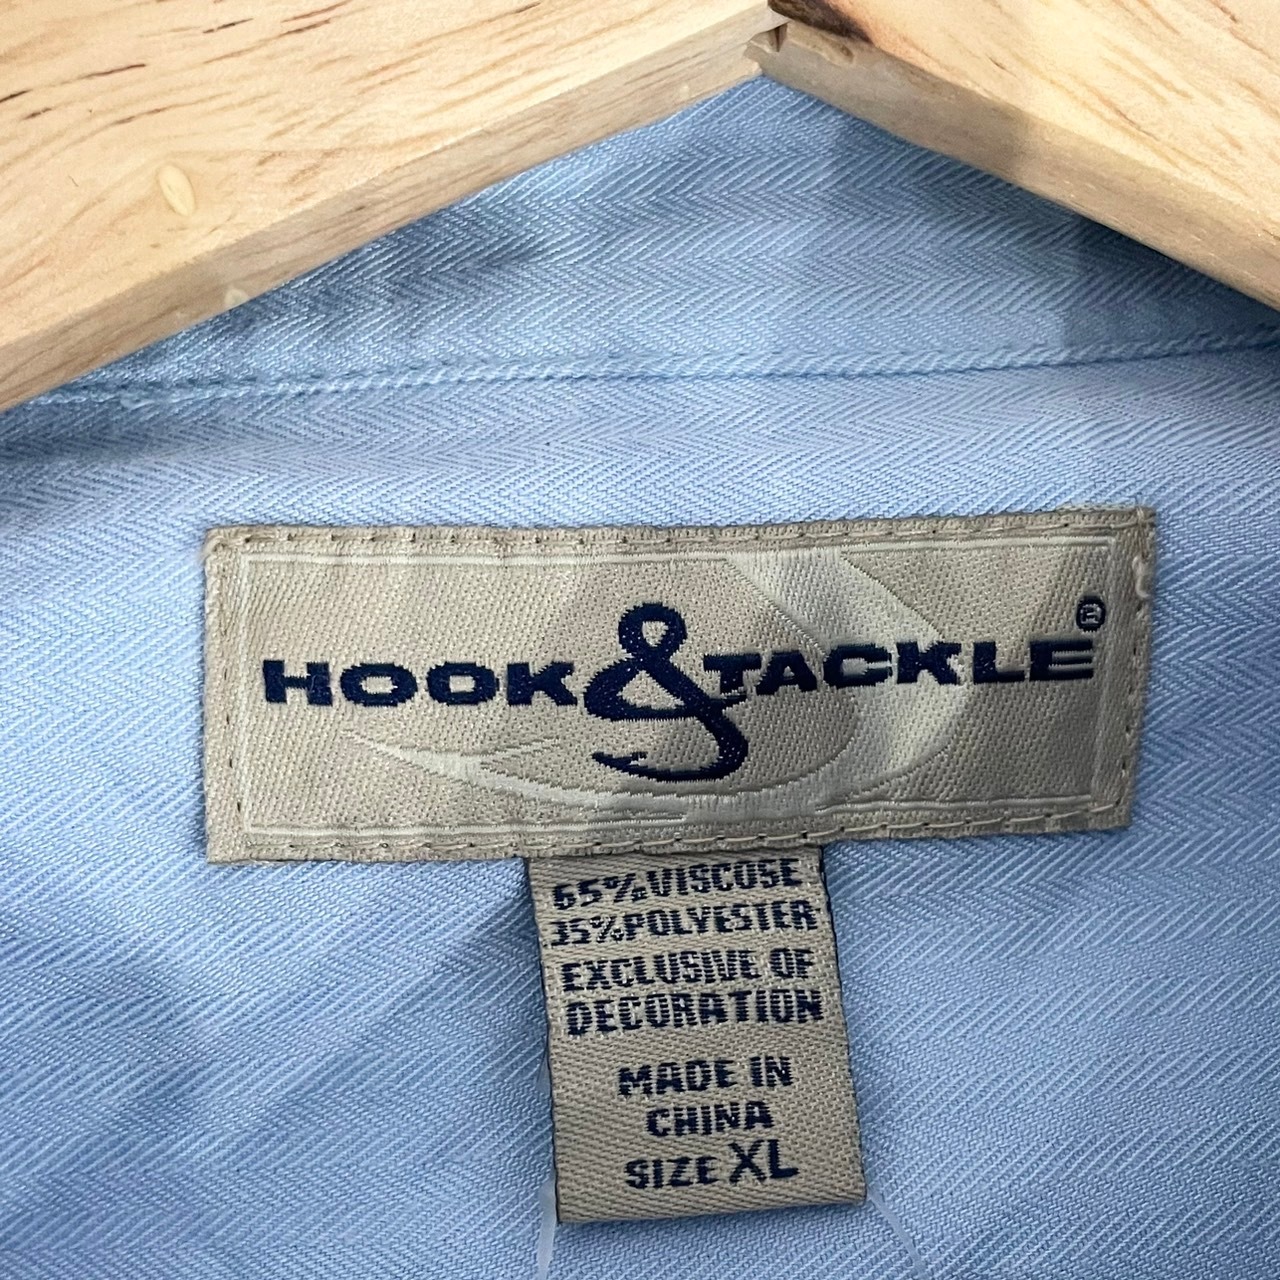 HOOK&TACKLE®
65%VISCOSE
35%POLYESTER
EXCLUSIVE OF
DECORATION
MADE IN
CHINA
SIZE XL